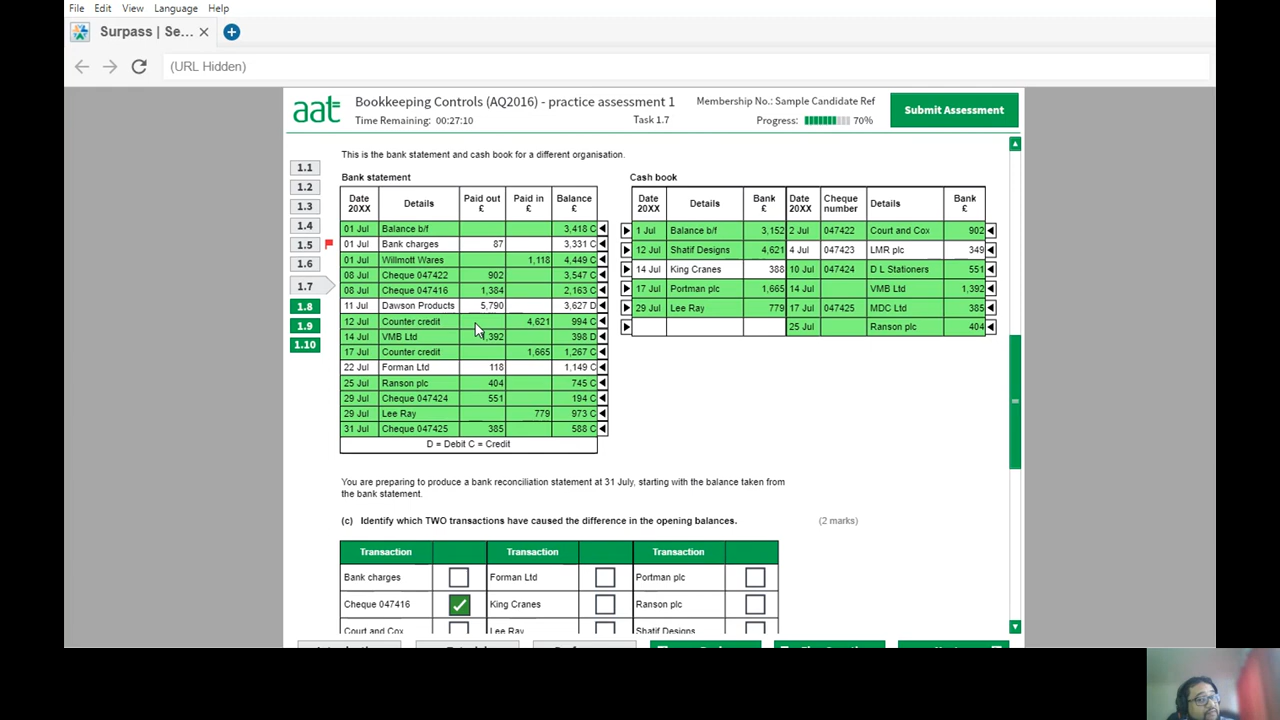 File Edit View Language Help
Surpass | Se...
(URL Hidden)
aat
Bookkeeping Controls (AQ2016) - practice assessment 1
Membership No.: Sample Candidate Ref
Submit Assessment
Time Remaining: 00:27:10
Task 1.7
Progress: 70%
1.1
1.2
1.3
1.4
1.5
1.6
1.7
1.8
1.9
1.10
This is the bank statement and cash book for a different organisation.
Bank statement
Date 20XX Details Paid out £ Paid in £ Balance £
01 Jul Balance b/f 3,418 C
01 Jul Bank charges 87 3,331 C
01 Jul Willmott Wares 1,118 4,449 C
08 Jul Cheque 047422 902 3,547 C
08 Jul Cheque 047416 1,384 2,163 C
11 Jul Dawson Products 5,790 3,627 D
12 Jul Counter credit 4,621 994 C
14 Jul VMB Ltd 1,392 398 D
17 Jul Counter credit 1,665 1,267 C
22 Jul Forman Ltd 118 1,149 C
25 Jul Ranson plc 404 745 C
29 Jul Cheque 047424 551 194 C
29 Jul Lee Ray 779 973 C
31 Jul Cheque 047425 385 588 C
D = Debit C = Credit
Cash book
Date 20XX Details Bank £ Date 20XX Cheque number Details Bank £
1 Jul Balance b/f 3,152 2 Jul 047422 Court and Cox 902
12 Jul Shatif Designs 4,621 4 Jul 047423 LMR plc 349
14 Jul King Cranes 388 10 Jul 047424 D L Stationers 551
17 Jul Portman plc 1,665 14 Jul VMB Ltd 1,392
29 Jul Lee Ray 779 17 Jul 047425 MDC Ltd 385
25 Jul Ranson plc 404
You are preparing to produce a bank reconciliation statement at 31 July, starting with the balance taken from
the bank statement.
(c) Identify which TWO transactions have caused the difference in the opening balances. (2 marks)
Transaction Transaction Transaction
Bank charges Forman Ltd Portman plc
Cheque 047416 King Cranes Ranson plc
Court and Cox Lee Ray Shatif Designs